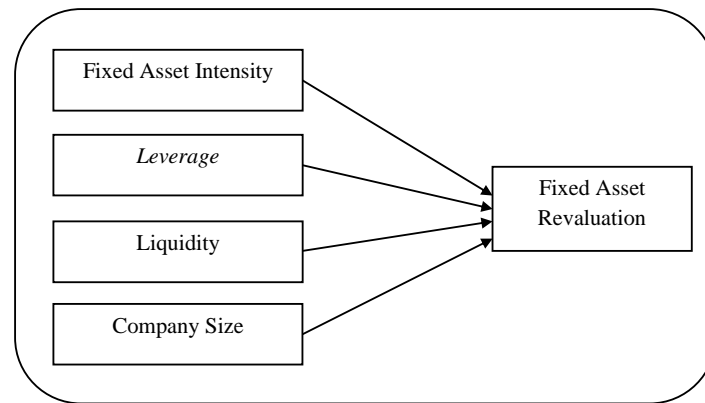 Fixed Asset Intensity
Leverage
Liquidity
Company Size
Fixed Asset
Revaluation